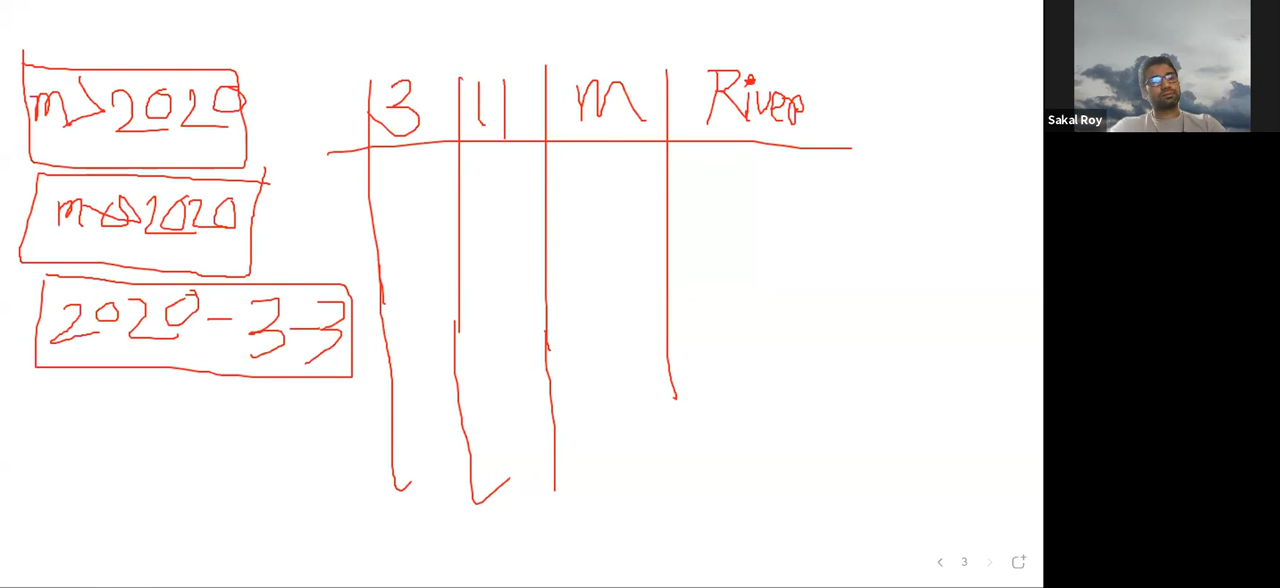 m>2020
2020
2020-3-3
3 11 m River
Sakal Roy
3